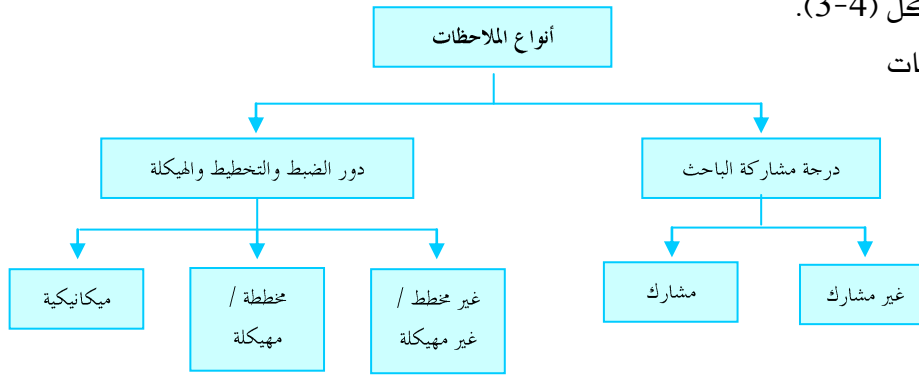 كل (4-3).
ات
أنواع الملاحظات
درجة مشاركة الباحث
دور الضبط والتخطيط والهيكلة
غير مشارك
مشارك
غير مخطط /
غير مهيكلة
مخططة /
مهيكلة
ميكانيكية